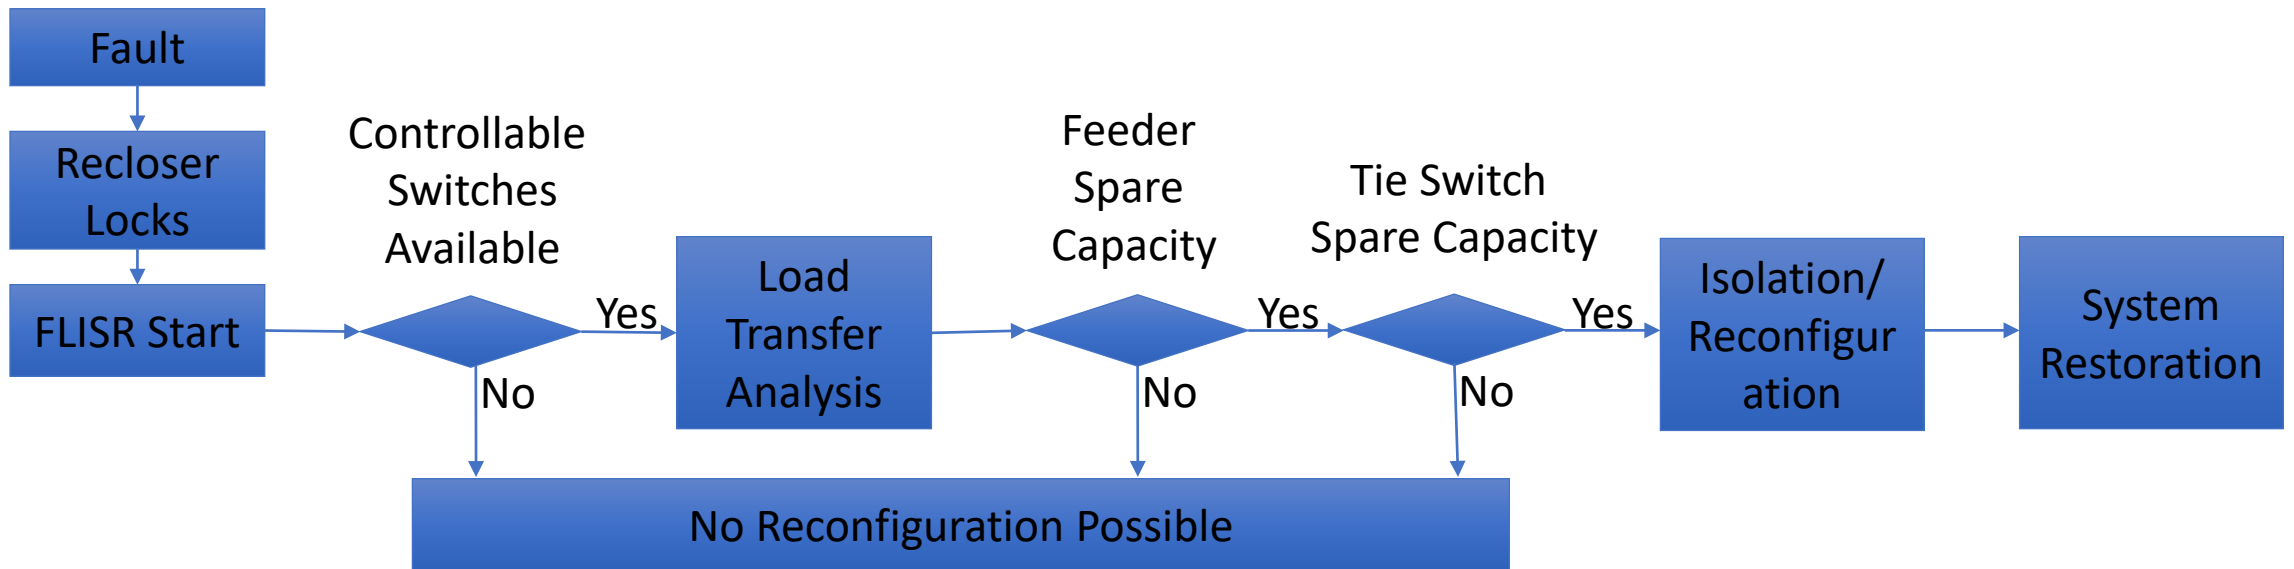 Fault
Recloser
Locks
FLISR Start
Controllable
Switches
Available
Yes
No
Load
Transfer
Analysis
Feeder
Spare
Capacity
Yes
No
Tie Switch
Spare Capacity
Yes
No
Isolation/
Reconfigur
ation
System
Restoration
No Reconfiguration Possible